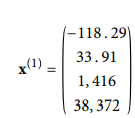 -118.29
33.91
x(1) =
1,416
38,372